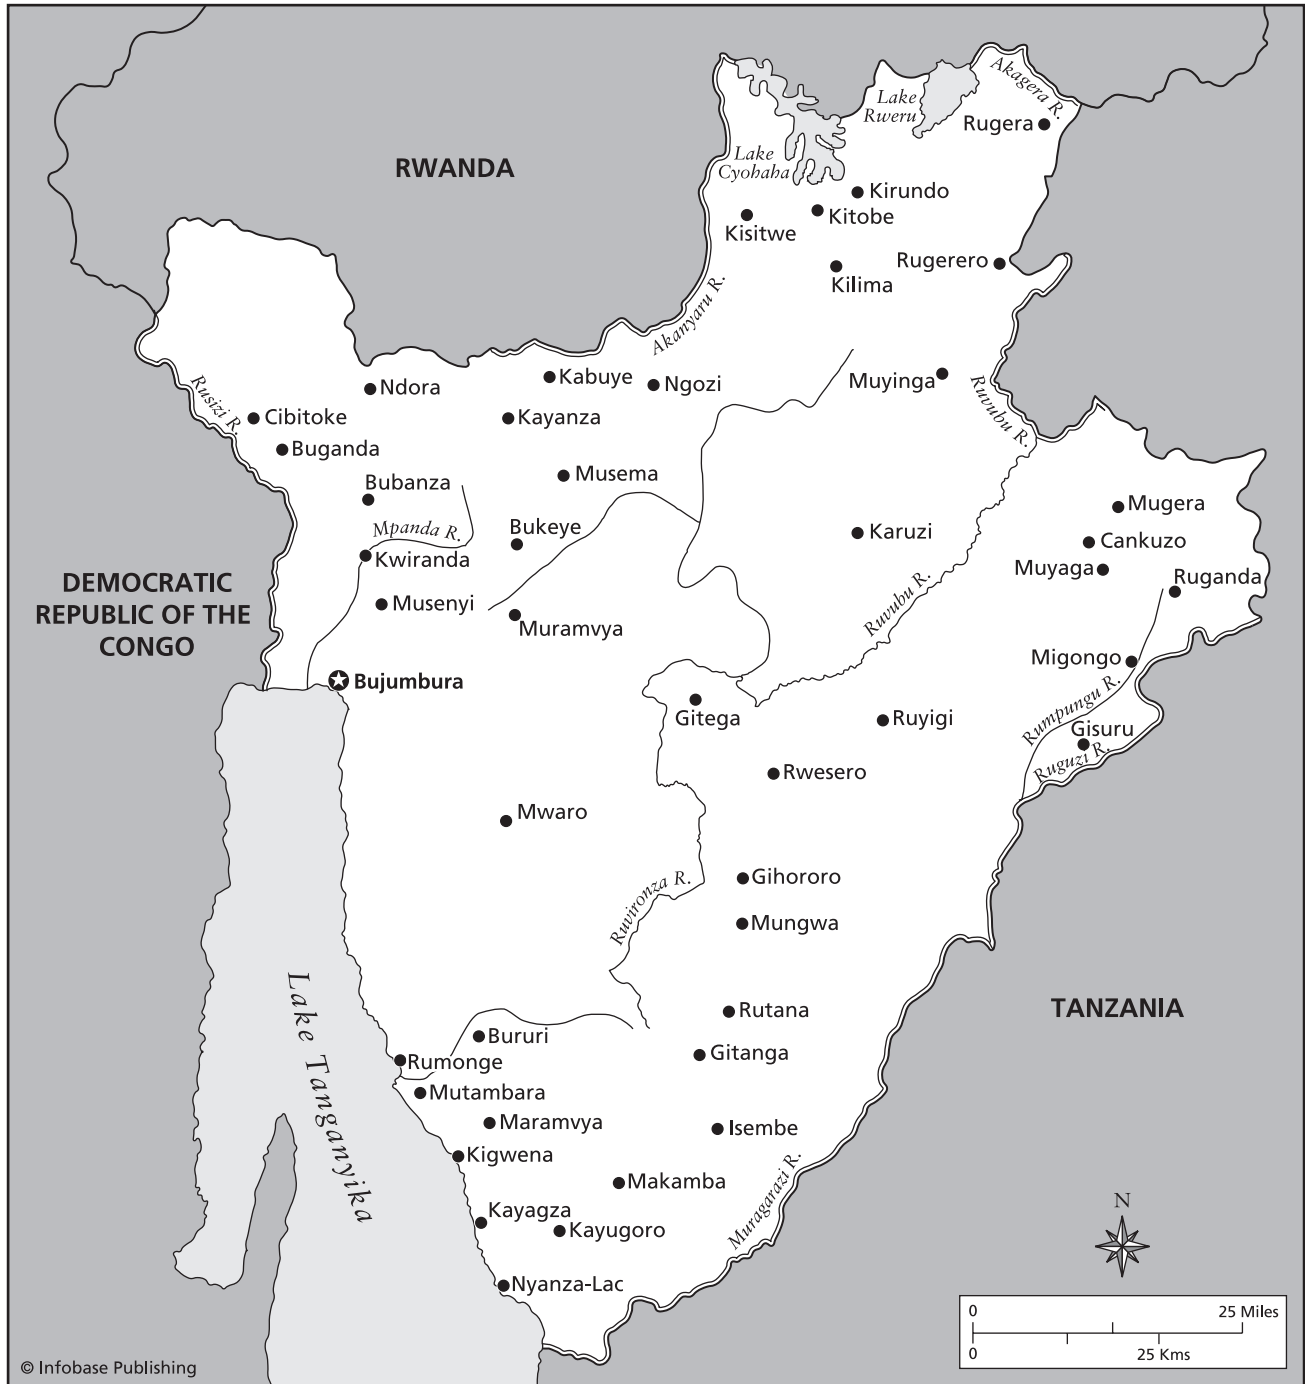 Akagera R.
Lake
Rweru
Rugera
RWANDA
Lake
Cyohaha
Kirundo
Kitobe
Kisitwe
Rugerero
Kilima
Akanyaru R.
Ndora
Kabuye
Ngozi
Muyinga
Rusizi R.
Cibitoke
Kayanza
Ruvubu R.
Buganda
Musema
Bubanza
Mugera
Mpanda R.
Bukeye
Karuzi
Cankuzo
Kwiranda
Muyaga
Ruganda
DEMOCRATIC
REPUBLIC OF THE
CONGO
Musenyi
Ruvubu R.
Muramvya
Migongo
Bujumbura
Gitega
Ruyigi
Rumpungu R.
Gisuru
Ruguzi R.
Rwesero
Mwaro
Gihororo
Ruvironza R.
Mungwa
Lake Tanganyika
Rutana
TANZANIA
Bururi
Gitanga
Rumonge
Mutambara
Maramvya
Isembe
Kigwena
Makamba
Muragarazi R.
Kayagza
Kayugoro
N
Nyanza-Lac
0 25 Miles
0 25 Kms
© Infobase Publishing